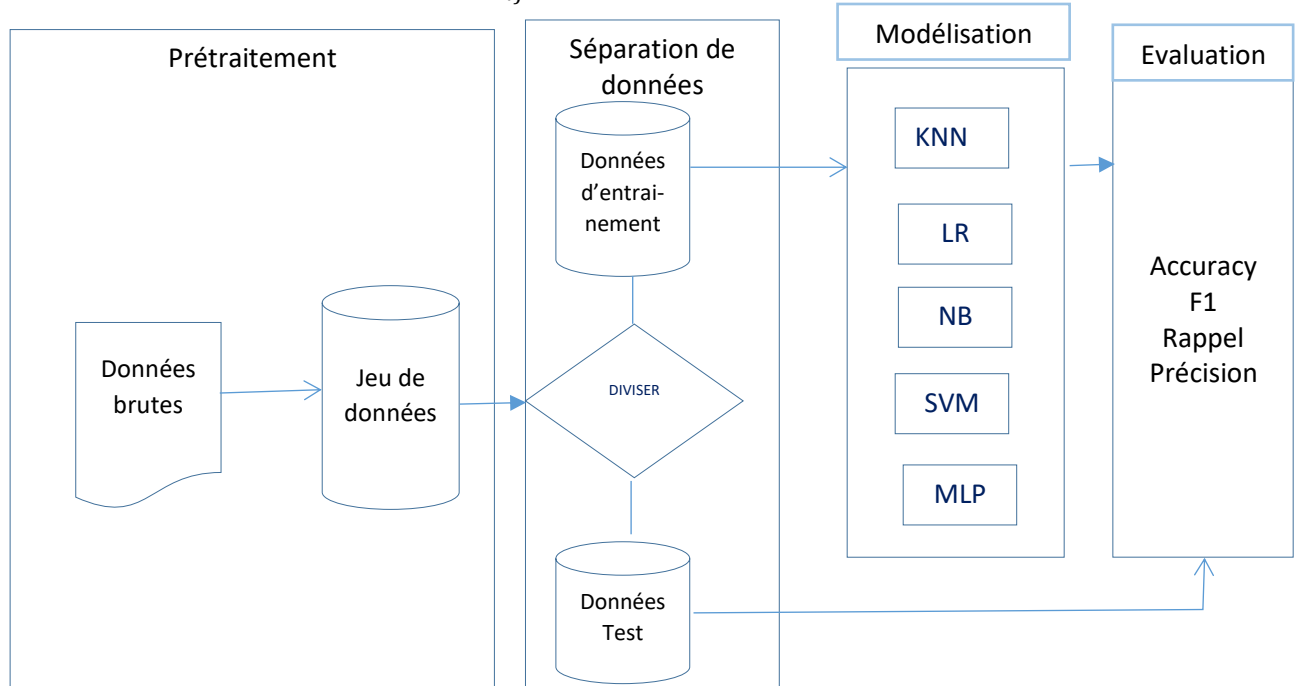 Prétraitement
Données
brutes
Jeu de
données
Séparation de
données
Données
d'entrai-
nement
DIVISER
Données
Test
Modélisation
KNN
LR
NB
SVM
MLP
Evaluation
Accuracy
F1
Rappel
Précision